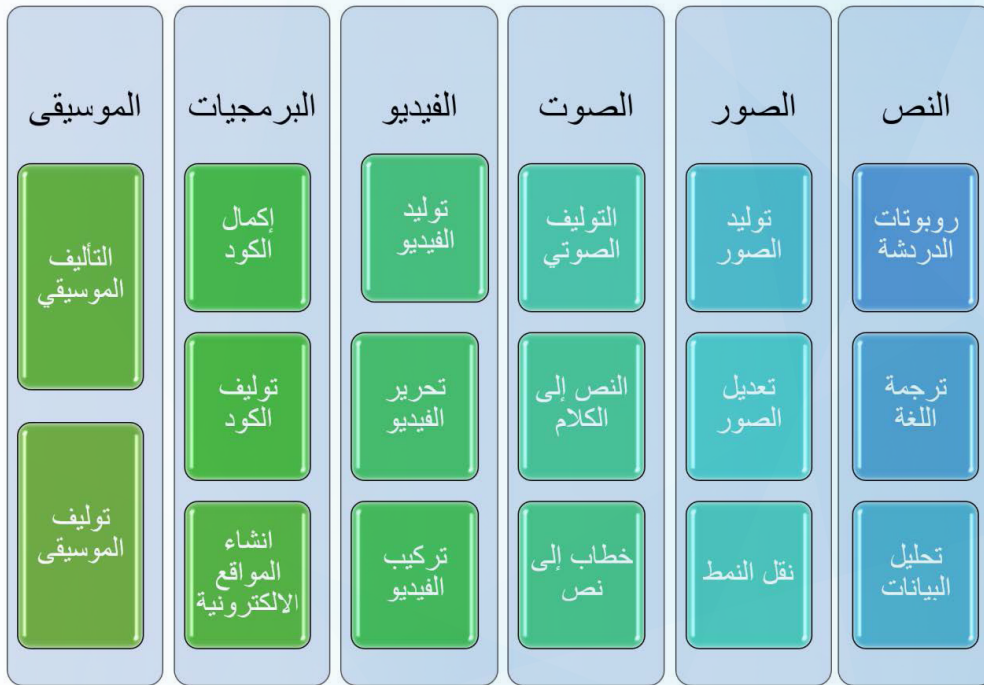 النص
روبوتات
الدردشة
ترجمة
اللغة
تحليل
البيانات
الصور
توليد
الصور
تعديل
الصور
نقل النمط
الصوت
التوليف
الصوتي
النص إلى
الكلام
خطاب إلى
نص
الفيديو
توليد
الفيديو
تحرير
الفيديو
تركيب
الفيديو
البرمجيات
إكمال
الكود
توليف
الكود
انشاء
المواقع
الالكترونية
الموسيقى
التأليف
الموسيقي
توليف
الموسيقى